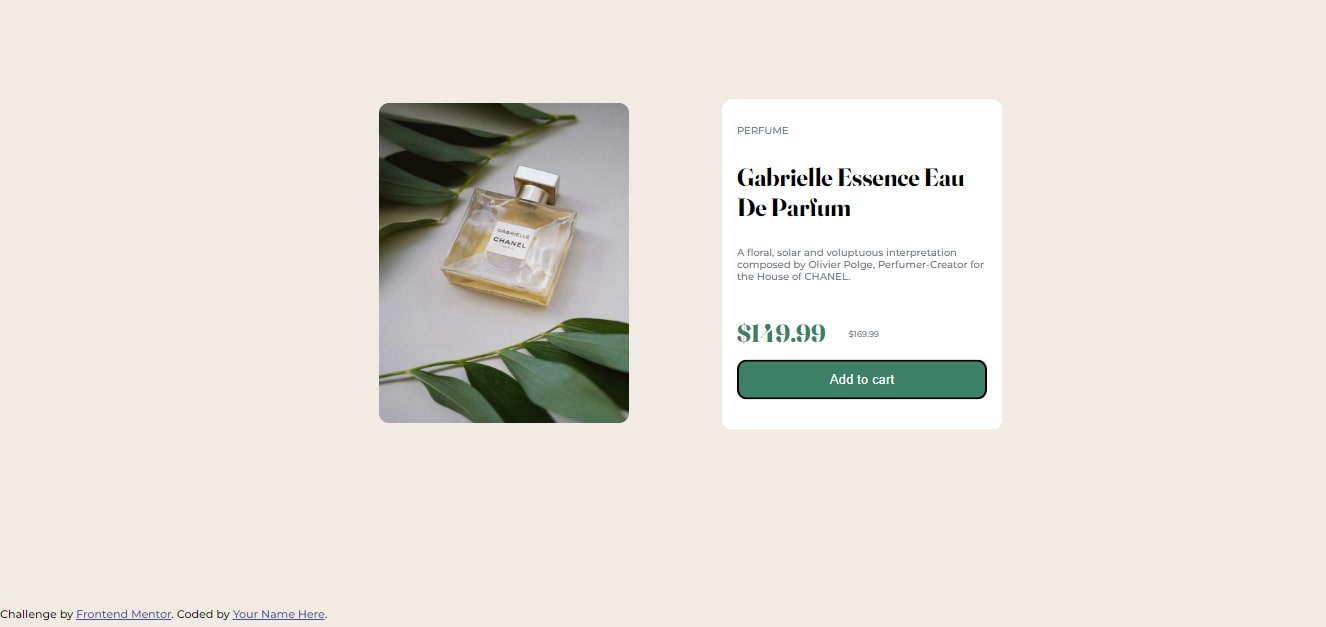 GABRIELLE
CHANEL
PERFUME
Gabrielle Essence Eau
De Parfum
A floral, solar and voluptuous interpretation
composed by Olivier Polge, Perfumer-Creator for
the House of CHANEL.
$149.99 $169.99
Add to cart
Challenge by Frontend Mentor. Coded by Your Name Here.